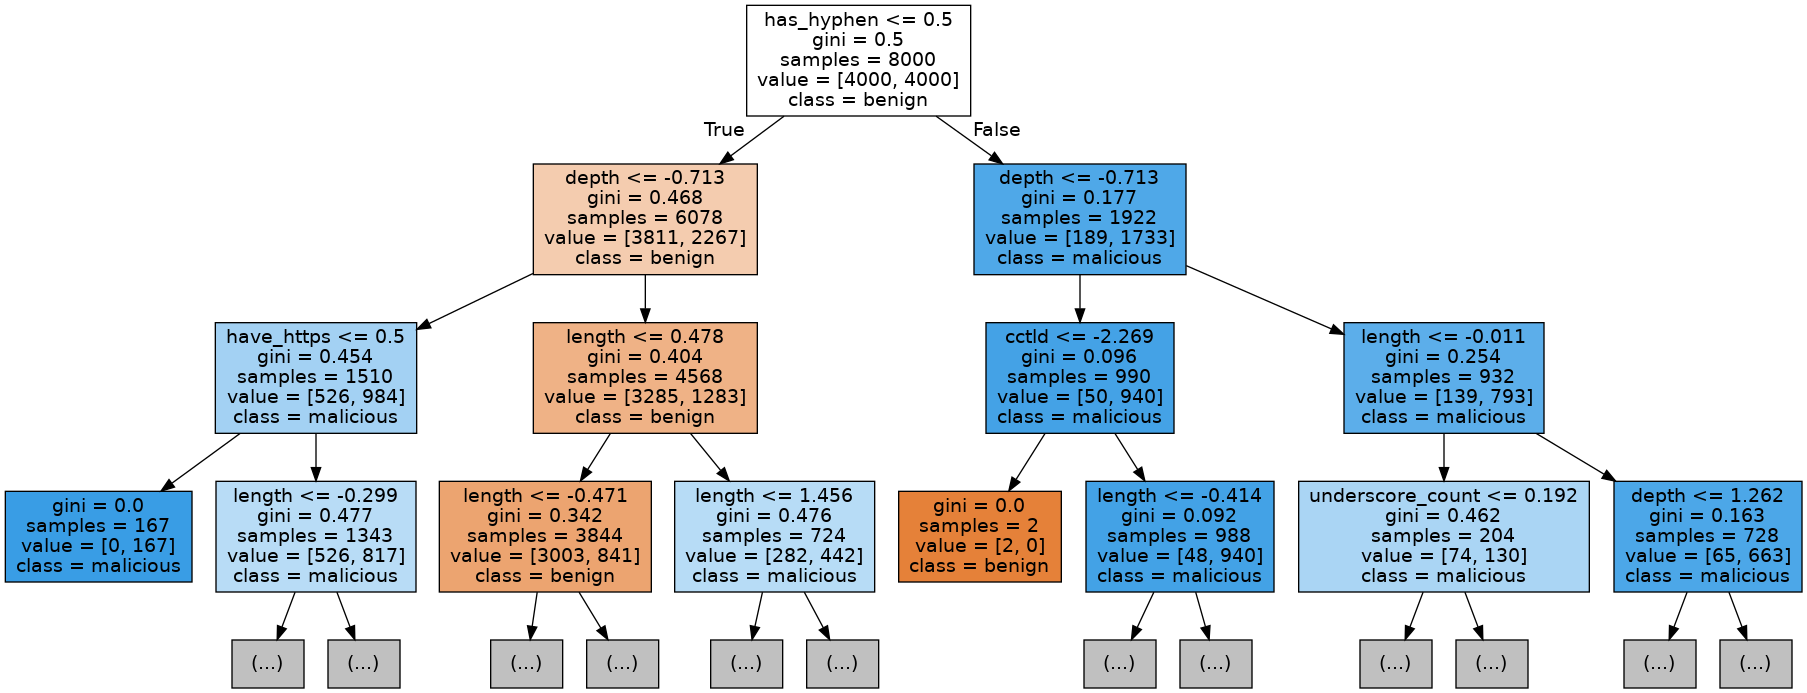 has_hyphen <= 0.5
gini = 0.5
samples = 8000
value = [4000, 4000]
class = benign
True
False
depth <= -0.713
gini = 0.468
samples = 6078
value = [3811, 2267]
class = benign
depth <= -0.713
gini = 0.177
samples = 1922
value = [189, 1733]
class = malicious
have_https <= 0.5
gini = 0.454
samples = 1510
value = [526, 984]
class = malicious
length <= 0.478
gini = 0.404
samples = 4568
value = [3285, 1283]
class = benign
cctld <= -2.269
gini = 0.096
samples = 990
value = [50, 940]
class = malicious
length <= -0.011
gini = 0.254
samples = 932
value = [139, 793]
class = malicious
gini = 0.0
samples = 167
value = [0, 167]
class = malicious
length <= -0.299
gini = 0.477
samples = 1343
value = [526, 817]
class = malicious
length <= -0.471
gini = 0.342
samples = 3844
value = [3003, 841]
class = benign
length <= 1.456
gini = 0.476
samples = 724
value = [282, 442]
class = malicious
gini = 0.0
samples = 2
value = [2, 0]
class = benign
length <= -0.414
gini = 0.092
samples = 988
value = [48, 940]
class = malicious
underscore_count <= 0.192
gini = 0.462
samples = 204
value = [74, 130]
class = malicious
depth <= 1.262
gini = 0.163
samples = 728
value = [65, 663]
class = malicious
(...)
(...)
(...)
(...)
(...)
(...)
(...)
(...)
(...)
(...)
(...)
(...)